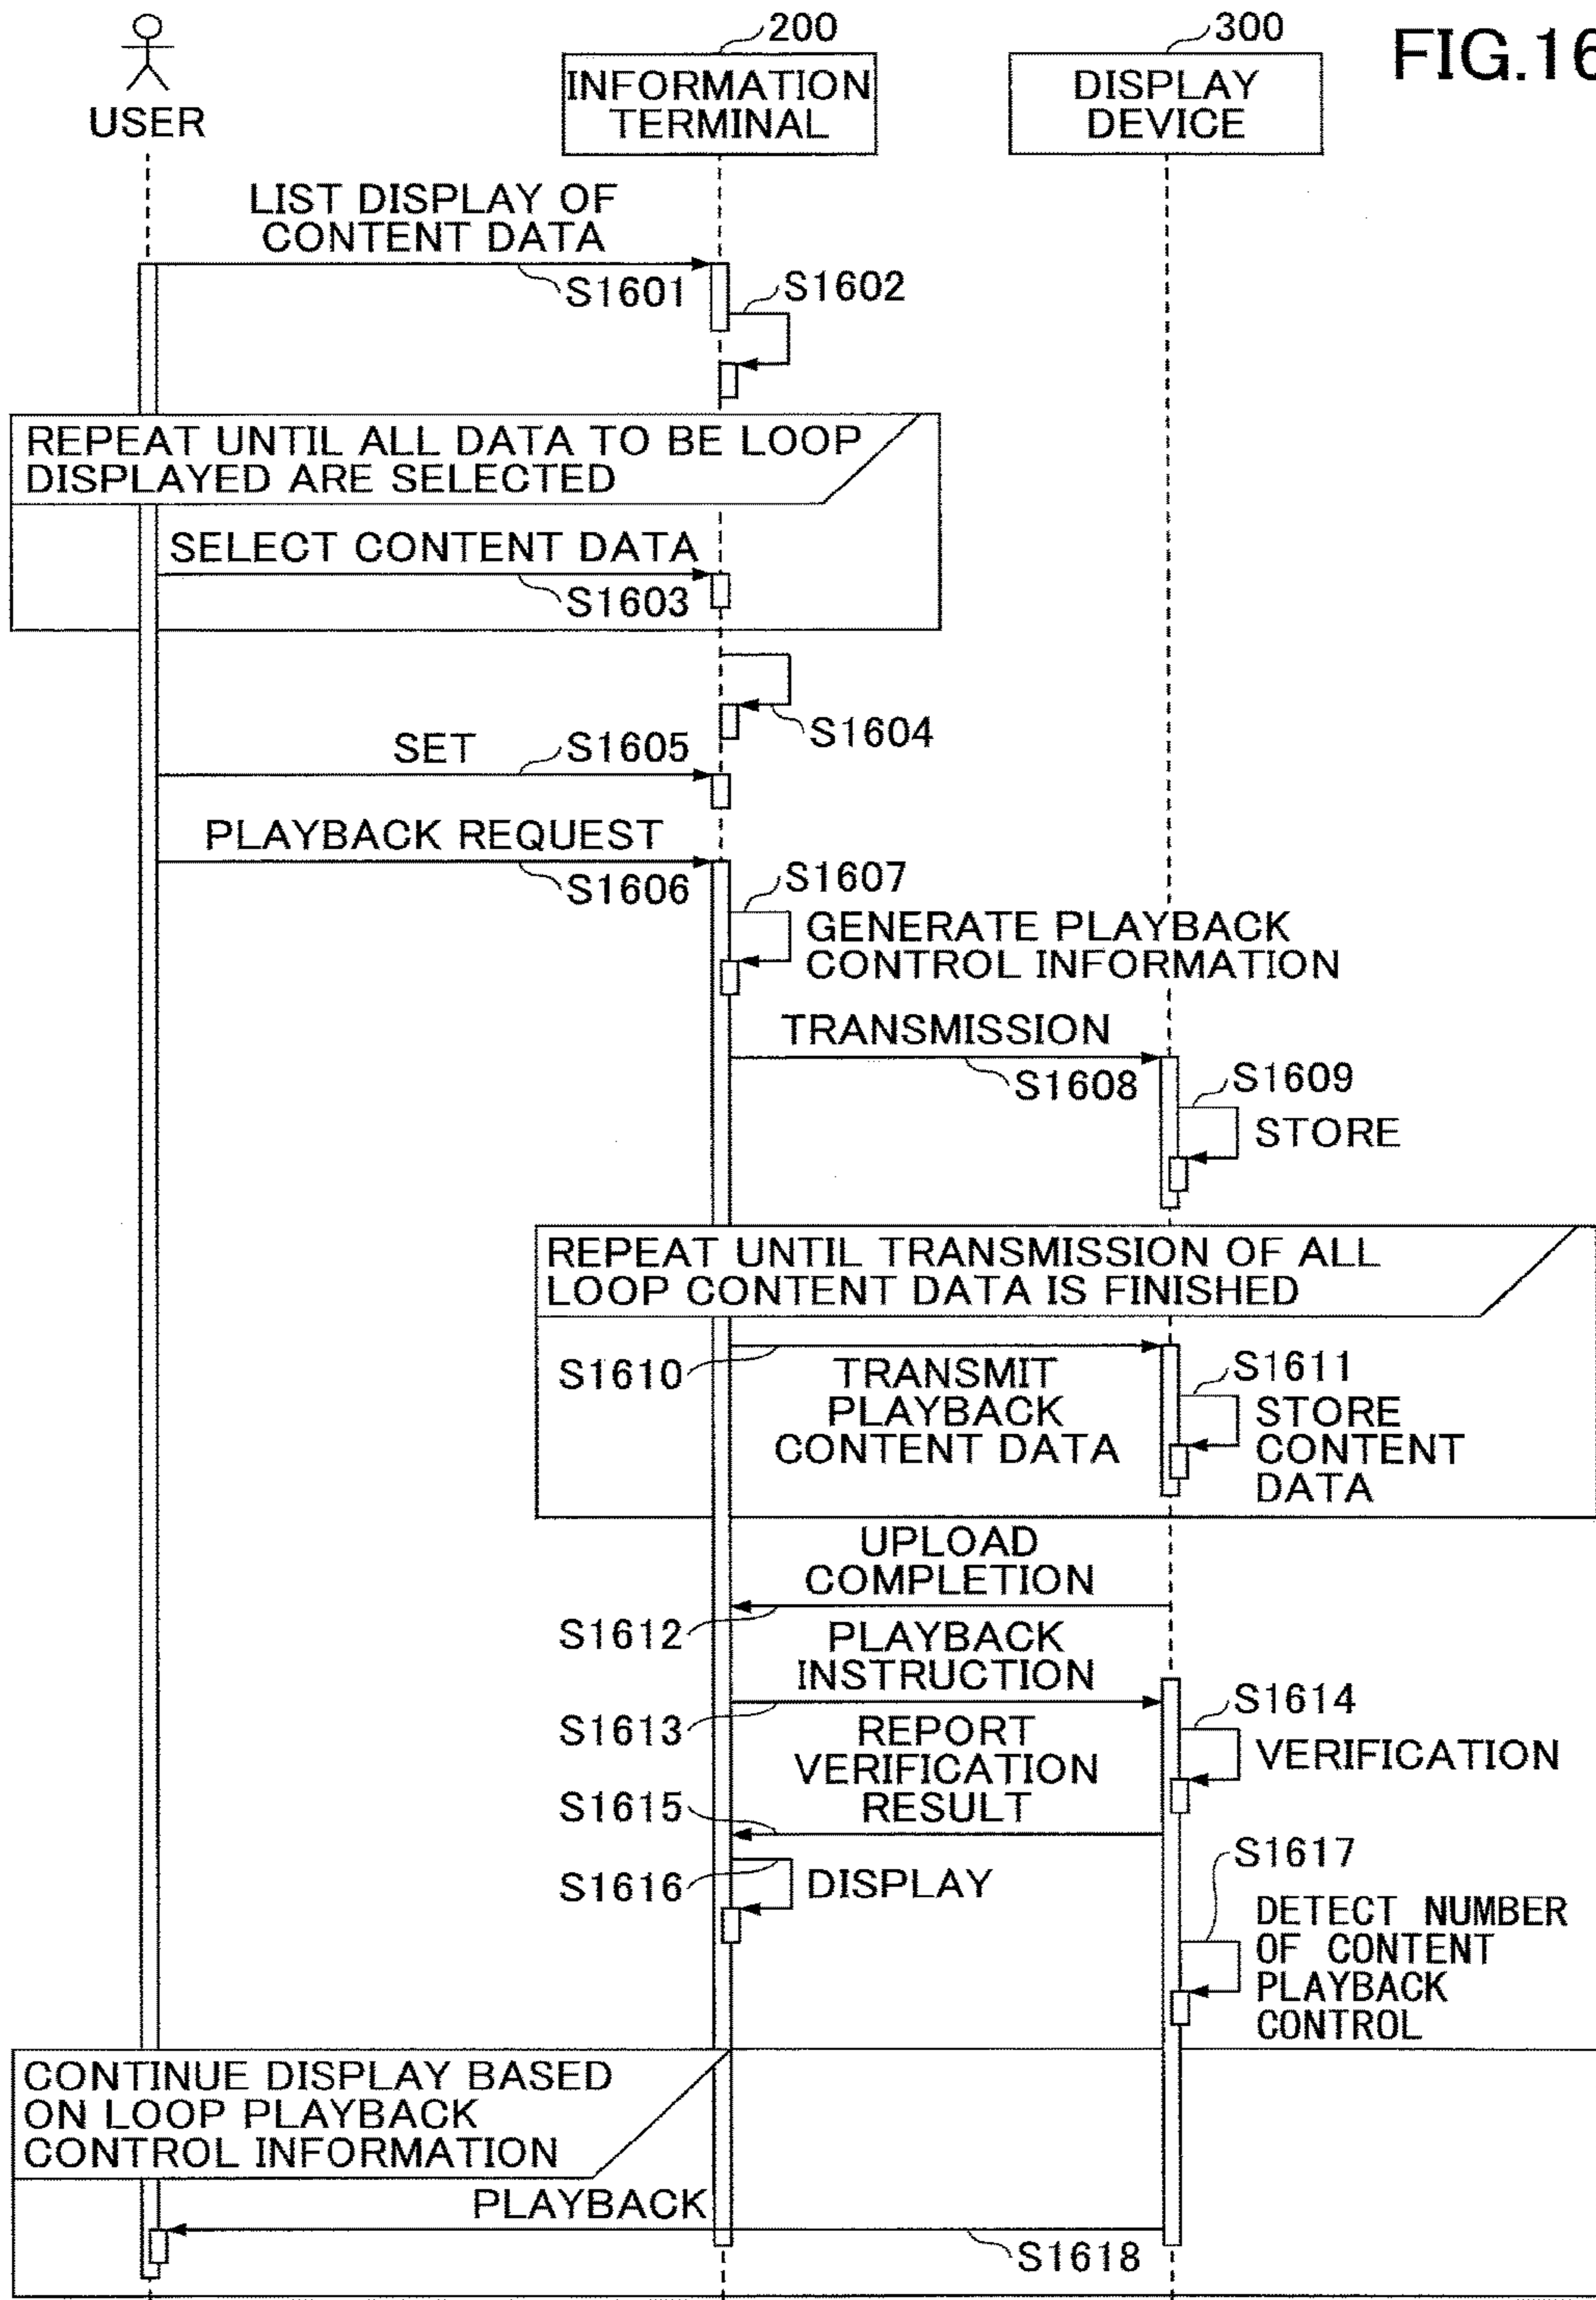 200
300
FIG.16
USER
INFORMATION
TERMINAL
DISPLAY
DEVICE
LIST DISPLAY OF
CONTENT DATA
S1601
S1602
REPEAT UNTIL ALL DATA TO BE LOOP
DISPLAYED ARE SELECTED
SELECT CONTENT DATA
S1603
S1604
SET
S1605
PLAYBACK REQUEST
S1606
S1607
GENERATE PLAYBACK
CONTROL INFORMATION
TRANSMISSION
S1608
S1609
STORE
REPEAT UNTIL TRANSMISSION OF ALL
LOOP CONTENT DATA IS FINISHED
S1610
TRANSMIT
PLAYBACK
CONTENT DATA
S1611
STORE
CONTENT
DATA
UPLOAD
COMPLETION
S1612
PLAYBACK
INSTRUCTION
S1613
S1614
VERIFICATION
REPORT
VERIFICATION
RESULT
S1615
S1616
DISPLAY
S1617
DETECT NUMBER
OF CONTENT
PLAYBACK
CONTROL
CONTINUE DISPLAY BASED
ON LOOP PLAYBACK
CONTROL INFORMATION
PLAYBACK
S1618